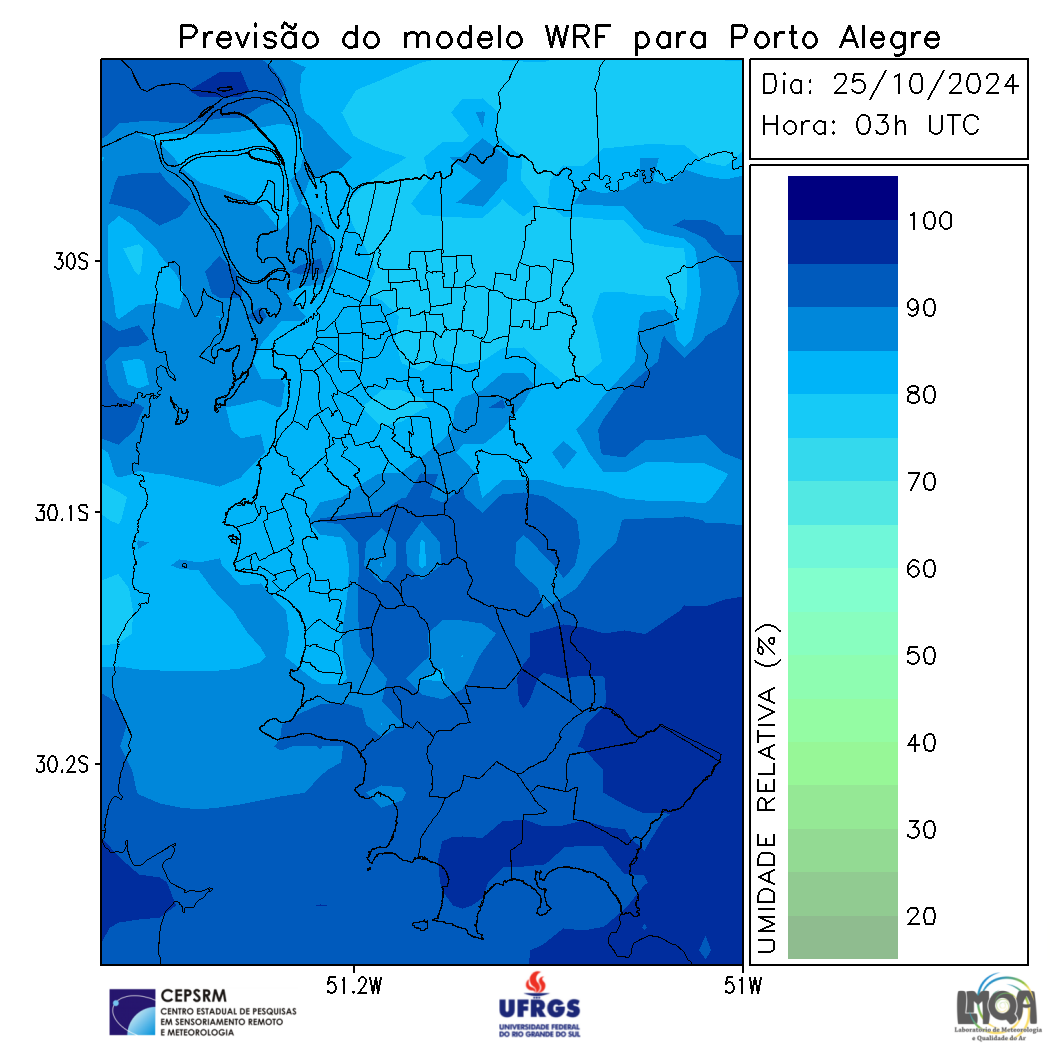 Previsão do modelo WRF para Porto Alegre
Dia: 25/10/2024
Hora: 03h UTC
30S
30.1S
30.2S
51.2W
51W
UMIDADE RELATIVA (%)
100
90
80
70
60
50
40
30
20
CEPSRM
CENTRO ESTADUAL DE PESQUISAS
EM SENSORIAMENTO REMOTO
E METEOROLOGIA
UFRGS
UNIVERSIDADE FEDERAL
DO RIO GRANDE DO SUL
LMQA
Laboratório de Meteorologia
e Qualidade do Ar